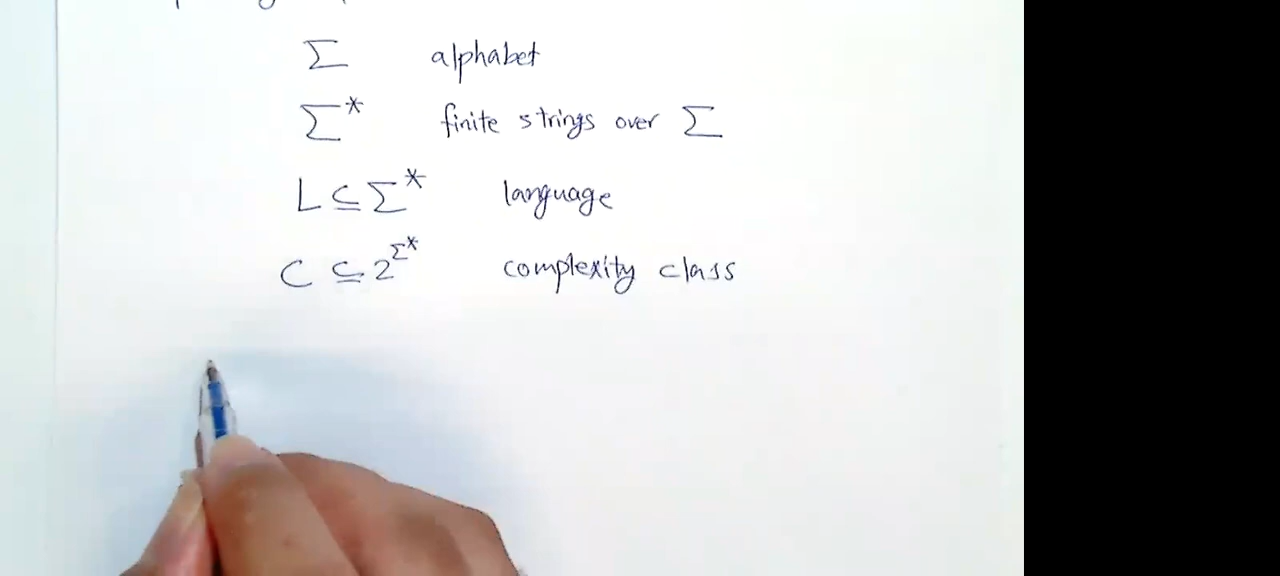 Σ alphabet
Σ* finite strings over Σ
L ⊆ Σ* language
C ⊆ 2^Σ* complexity class